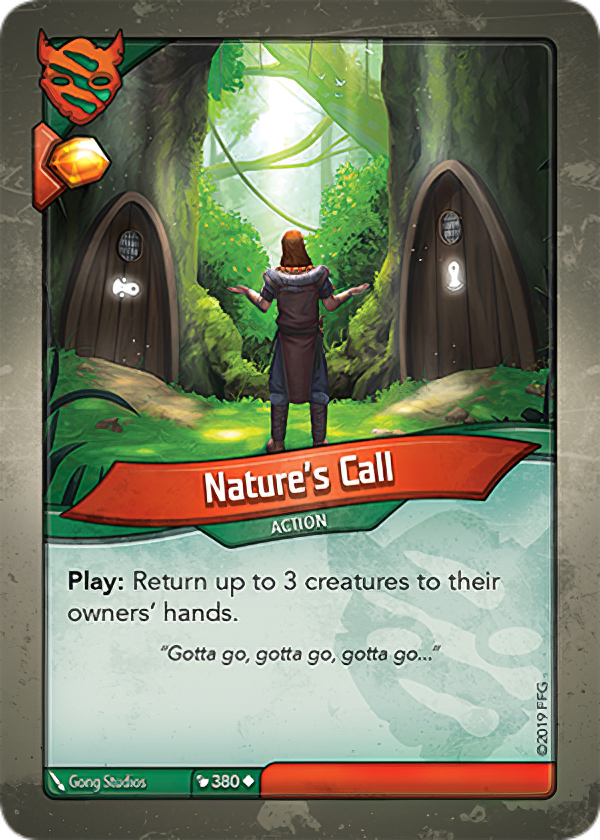 Nature's Call
ACTION
Play: Return up to 3 creatures to their
owners' hands.
"Gotta go, gotta go, gotta go..."
©2019 FFG
Gong Studios
380